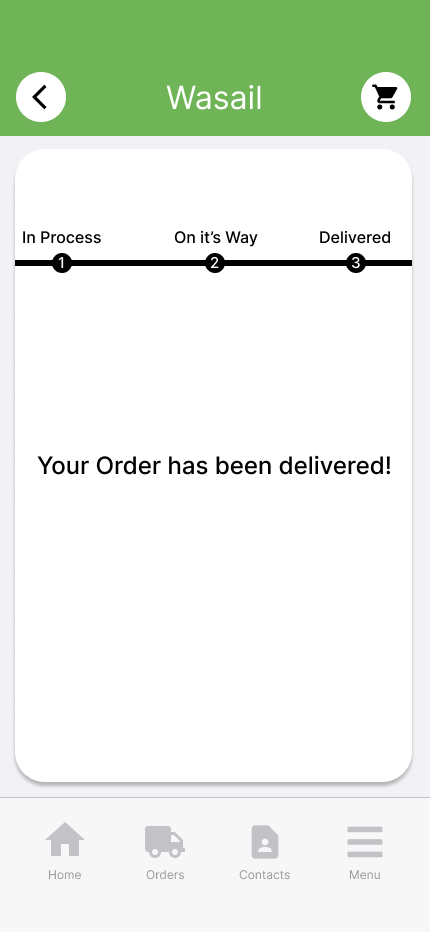 Wasail
In Process On it’s Way Delivered
1 2 3
Your Order has been delivered!
Home Orders Contacts Menu